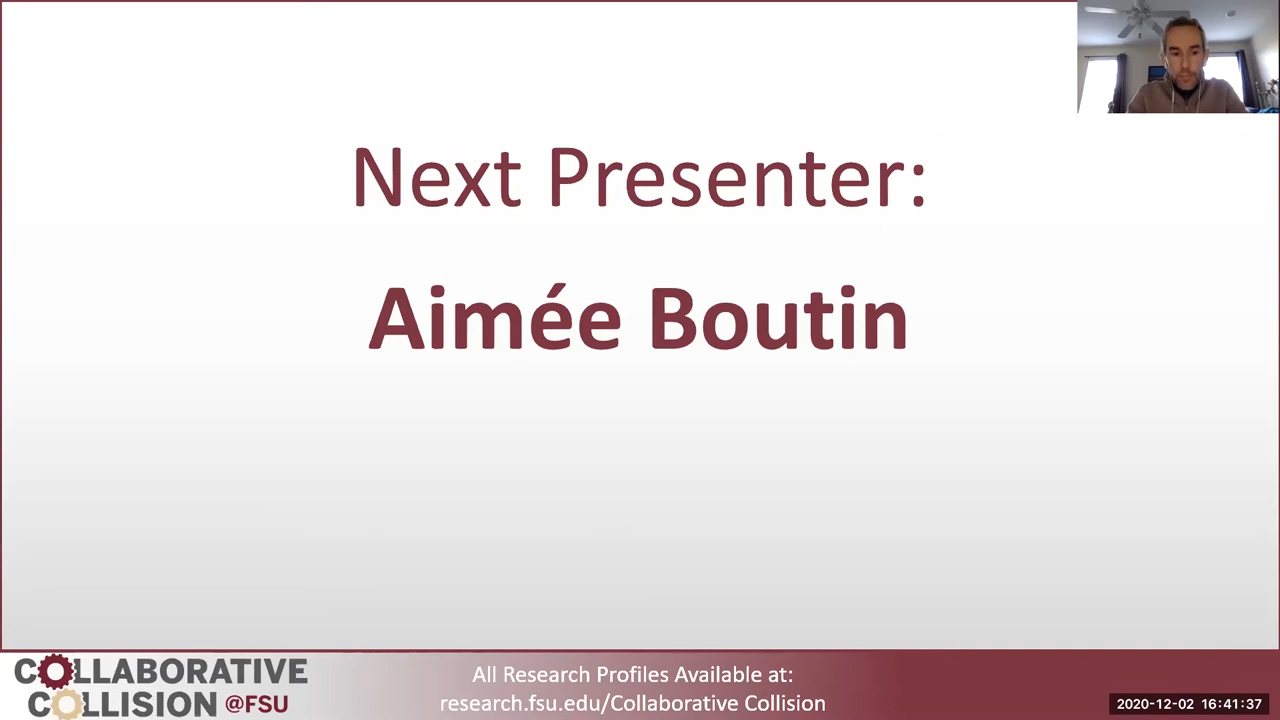 Next Presenter:
Aimée Boutin
COLLABORATIVE
COLLISION @FSU
All Research Profiles Available at:
research.fsu.edu/Collaborative Collision
2020-12-02 16:41:37